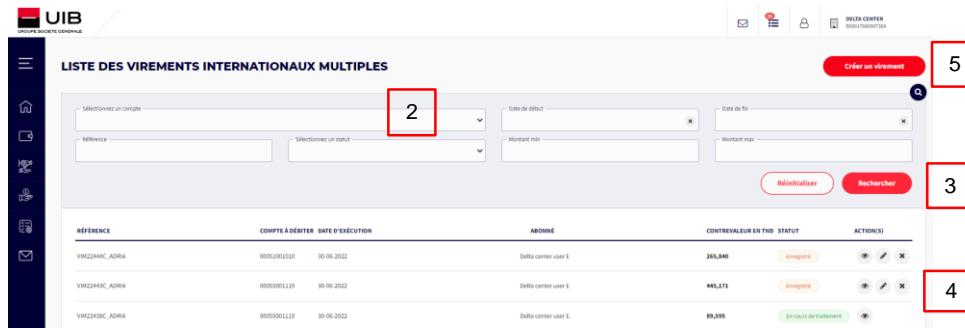 UIB
GROUPE SOCIETE GENERALE
DELTA CENTER
LISTE DES VIREMENTS INTERNATIONAUX MULTIPLES
Créer un virement
5
Sélectionnez un compte
2
Date de début
Date de fin
Référence
Sélectionnez un statut
Montant min
Montant max
Réinitialiser
Rechercher
3
RÉFÉRENCE COMPTE À DÉBITER DATE D'EXÉCUTION ABONNÉ CONTREVALEUR EN TND STATUT ACTION(S)
VIM22444C_ADRIA 00051001010 30-06-2022 Delta center user E 265,840 Enregistré
VIM22443C_ADRIA 00093001119 30-06-2022 Delta center user E 445,171 Enregistré
4
VIM22438C_ADRIA 00093001119 30-06-2022 Delta center user E 89,595 En cours de traitement